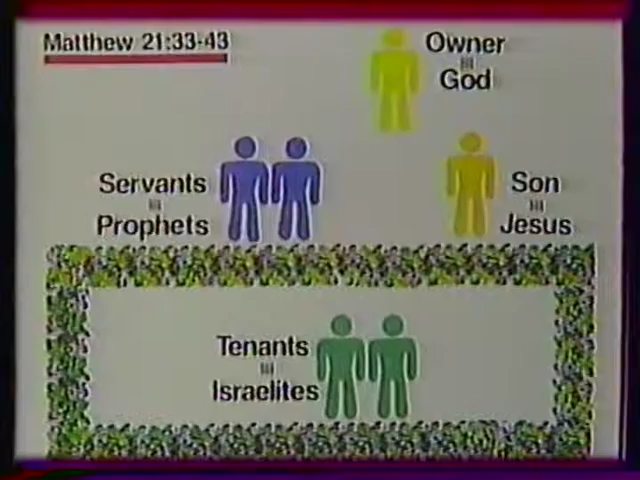 Matthew 21:33-43
Owner
=
God
Servants
=
Prophets
Son
=
Jesus
Tenants
=
Israelites